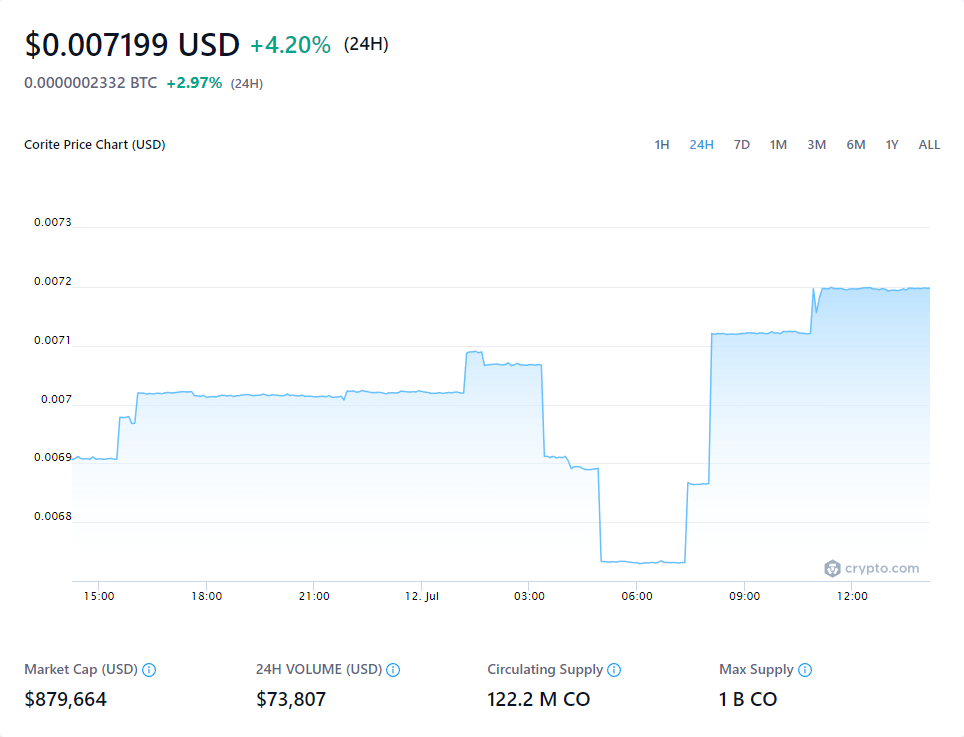 $0.007199 USD +4.20% (24H)
0.0000002332 BTC +2.97% (24H)
Corite Price Chart (USD) 1H 24H 7D 1M 3M 6M 1Y ALL
0.0073
0.0072
0.0071
0.007
0.0069
0.0068
crypto.com
15:00 18:00 21:00 12. Jul 03:00 06:00 09:00 12:00
Market Cap (USD) 24H VOLUME (USD) Circulating Supply Max Supply
$879,664 $73,807 122.2 M CO 1 B CO